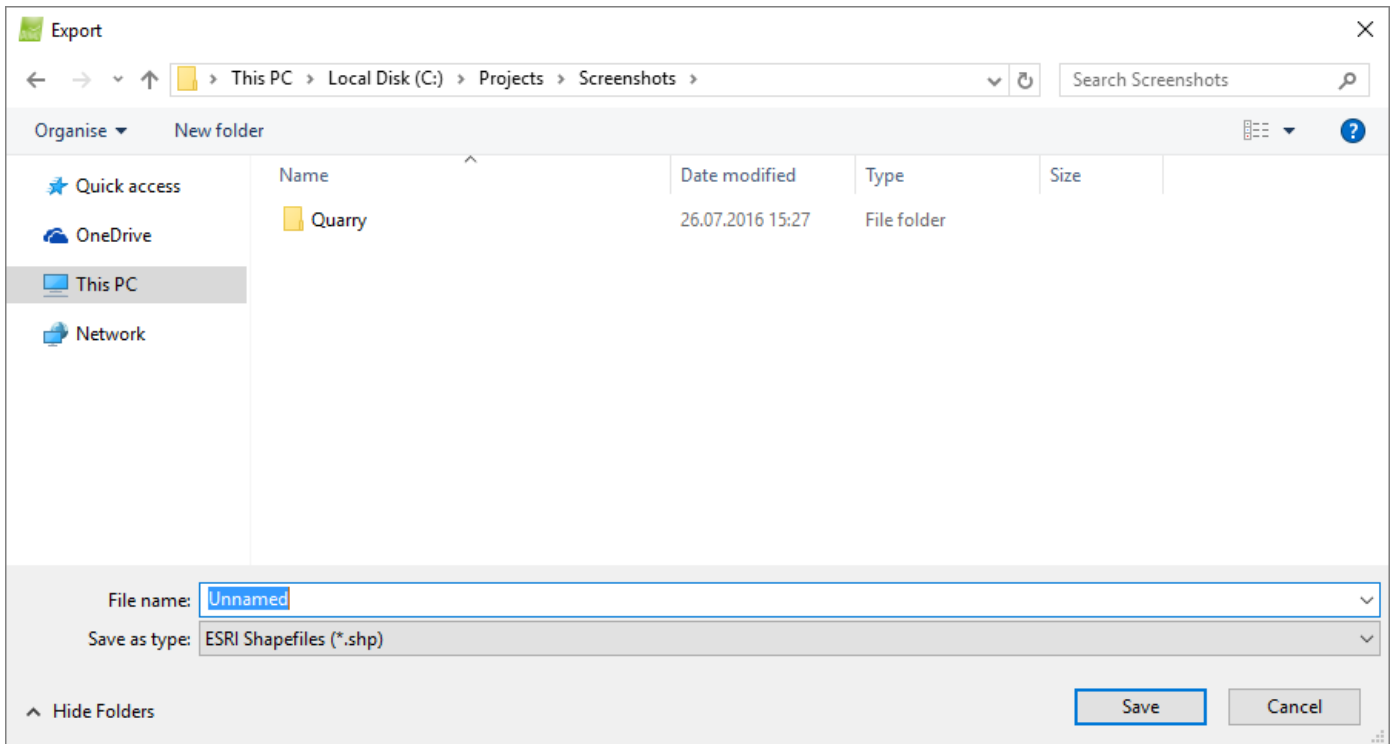 Export
This PC > Local Disk (C:) > Projects > Screenshots >
Search Screenshots
Organise
New folder
?
Name
Date modified
Type
Size
Quick access
OneDrive
This PC
Network
Quarry
26.07.2016 15:27
File folder
File name: Unnamed
Save as type: ESRI Shapefiles (*.shp)
Hide Folders
Save
Cancel